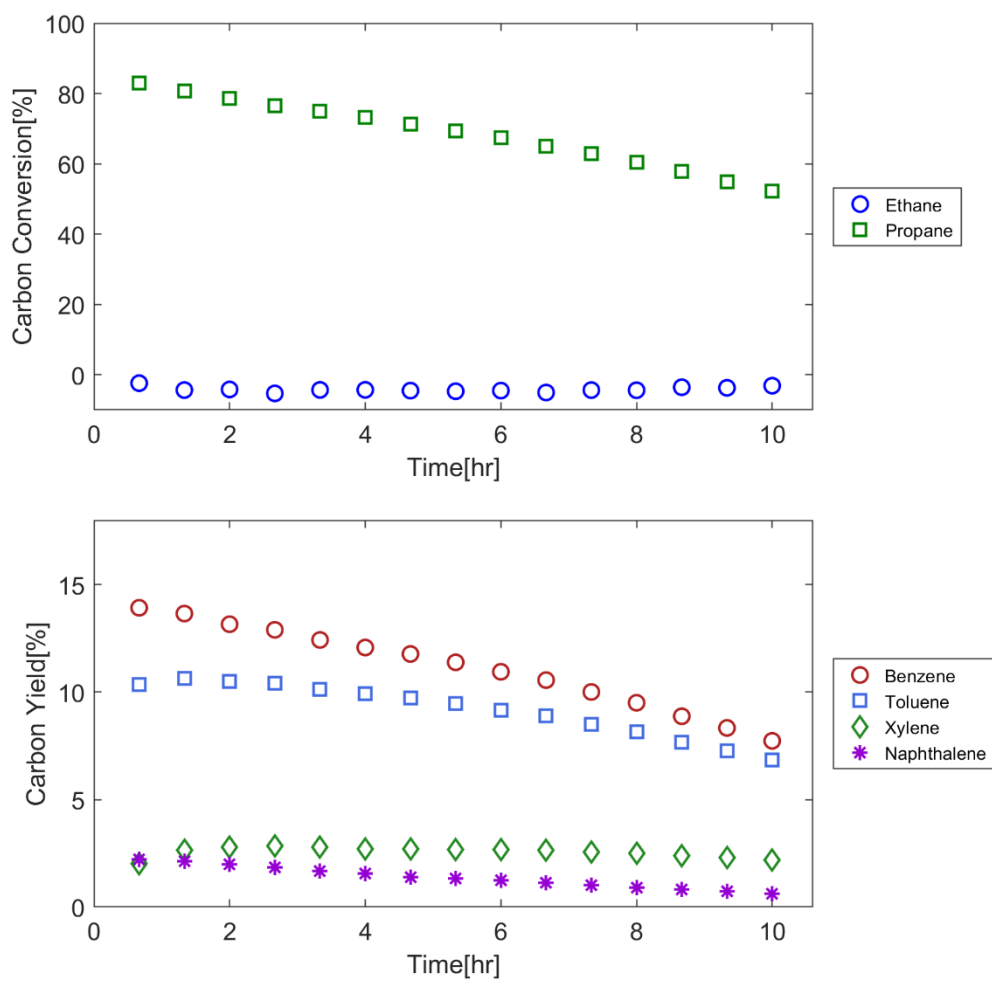 100
80
60
40
20
0
Carbon Conversion[%]
0 2 4 6 8 10
Time[hr]
Ethane
Propane
15
10
5
0
Carbon Yield[%]
0 2 4 6 8 10
Time[hr]
Benzene
Toluene
Xylene
Naphthalene